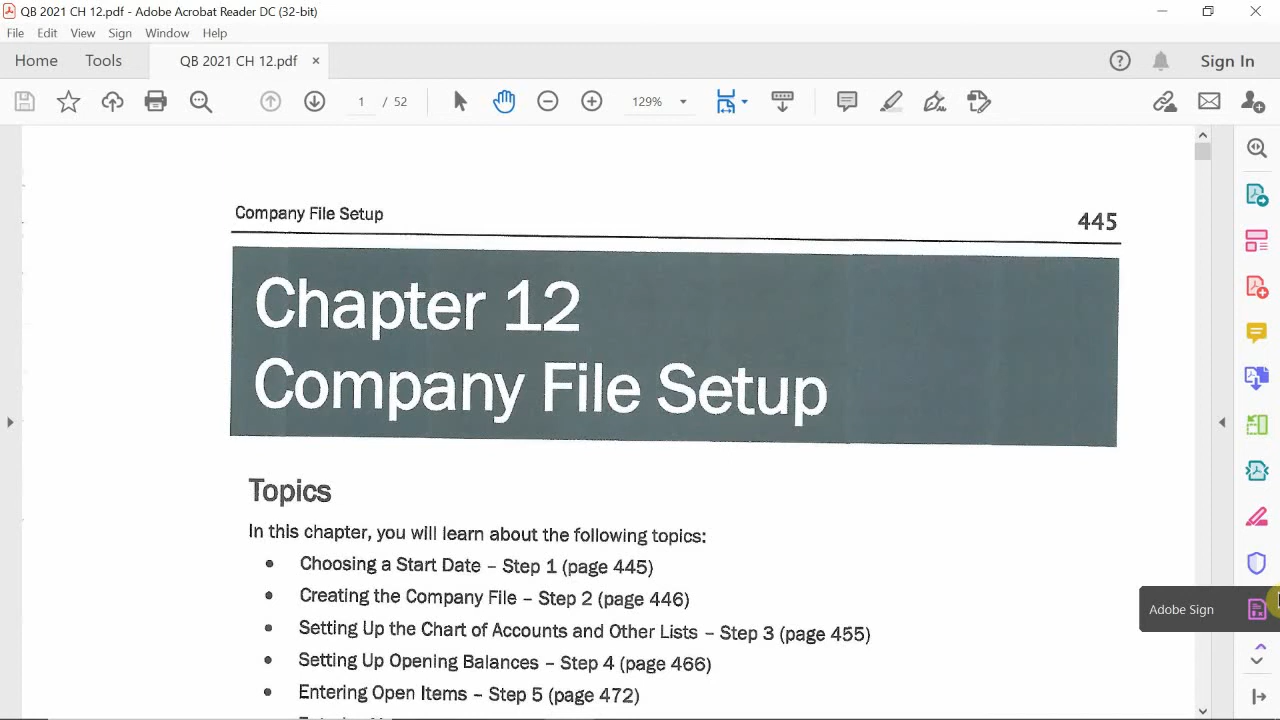 QB 2021 CH 12.pdf - Adobe Acrobat Reader DC (32-bit)
File Edit View Sign Window Help
Home Tools QB 2021 CH 12.pdf × Sign In
1 / 52 129%
Company File Setup 445
Chapter 12
Company File Setup
Topics
In this chapter, you will learn about the following topics:
• Choosing a Start Date – Step 1 (page 445)
• Creating the Company File – Step 2 (page 446)
• Setting Up the Chart of Accounts and Other Lists – Step 3 (page 455)
• Setting Up Opening Balances – Step 4 (page 466)
• Entering Open Items – Step 5 (page 472)
Adobe Sign